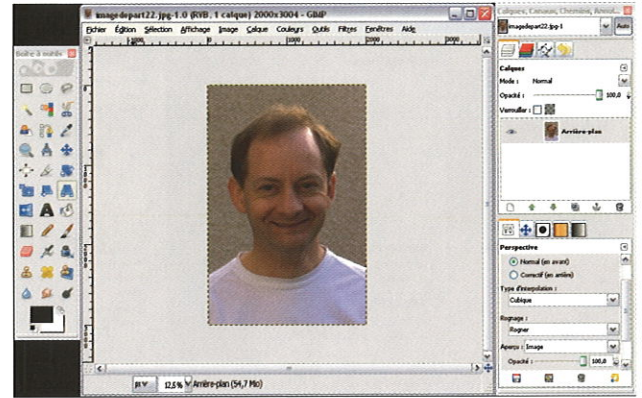 imagedepart22.jpg-1.0 (RVB, 1 calque) 2000x3004 - GIMP
Fichier Édition Sélection Affichage Image Calque Couleurs Outils Filtres Fenêtres Aide
Boîte à outils
px 12,5% Arrière-plan (54,7 Mio)
Calques, Canaux, Chemins, Annul...
imagedepart22.jpg-1 Auto
Calques
Mode : Normal
Opacité : 100,0
Verrouiller :
Arrière-plan
Perspective
Normal (en avant)
Correctif (en arrière)
Type d'interpolation :
Cubique
Rognage :
Rogner
Aperçu : Image
Opacité : 100,0